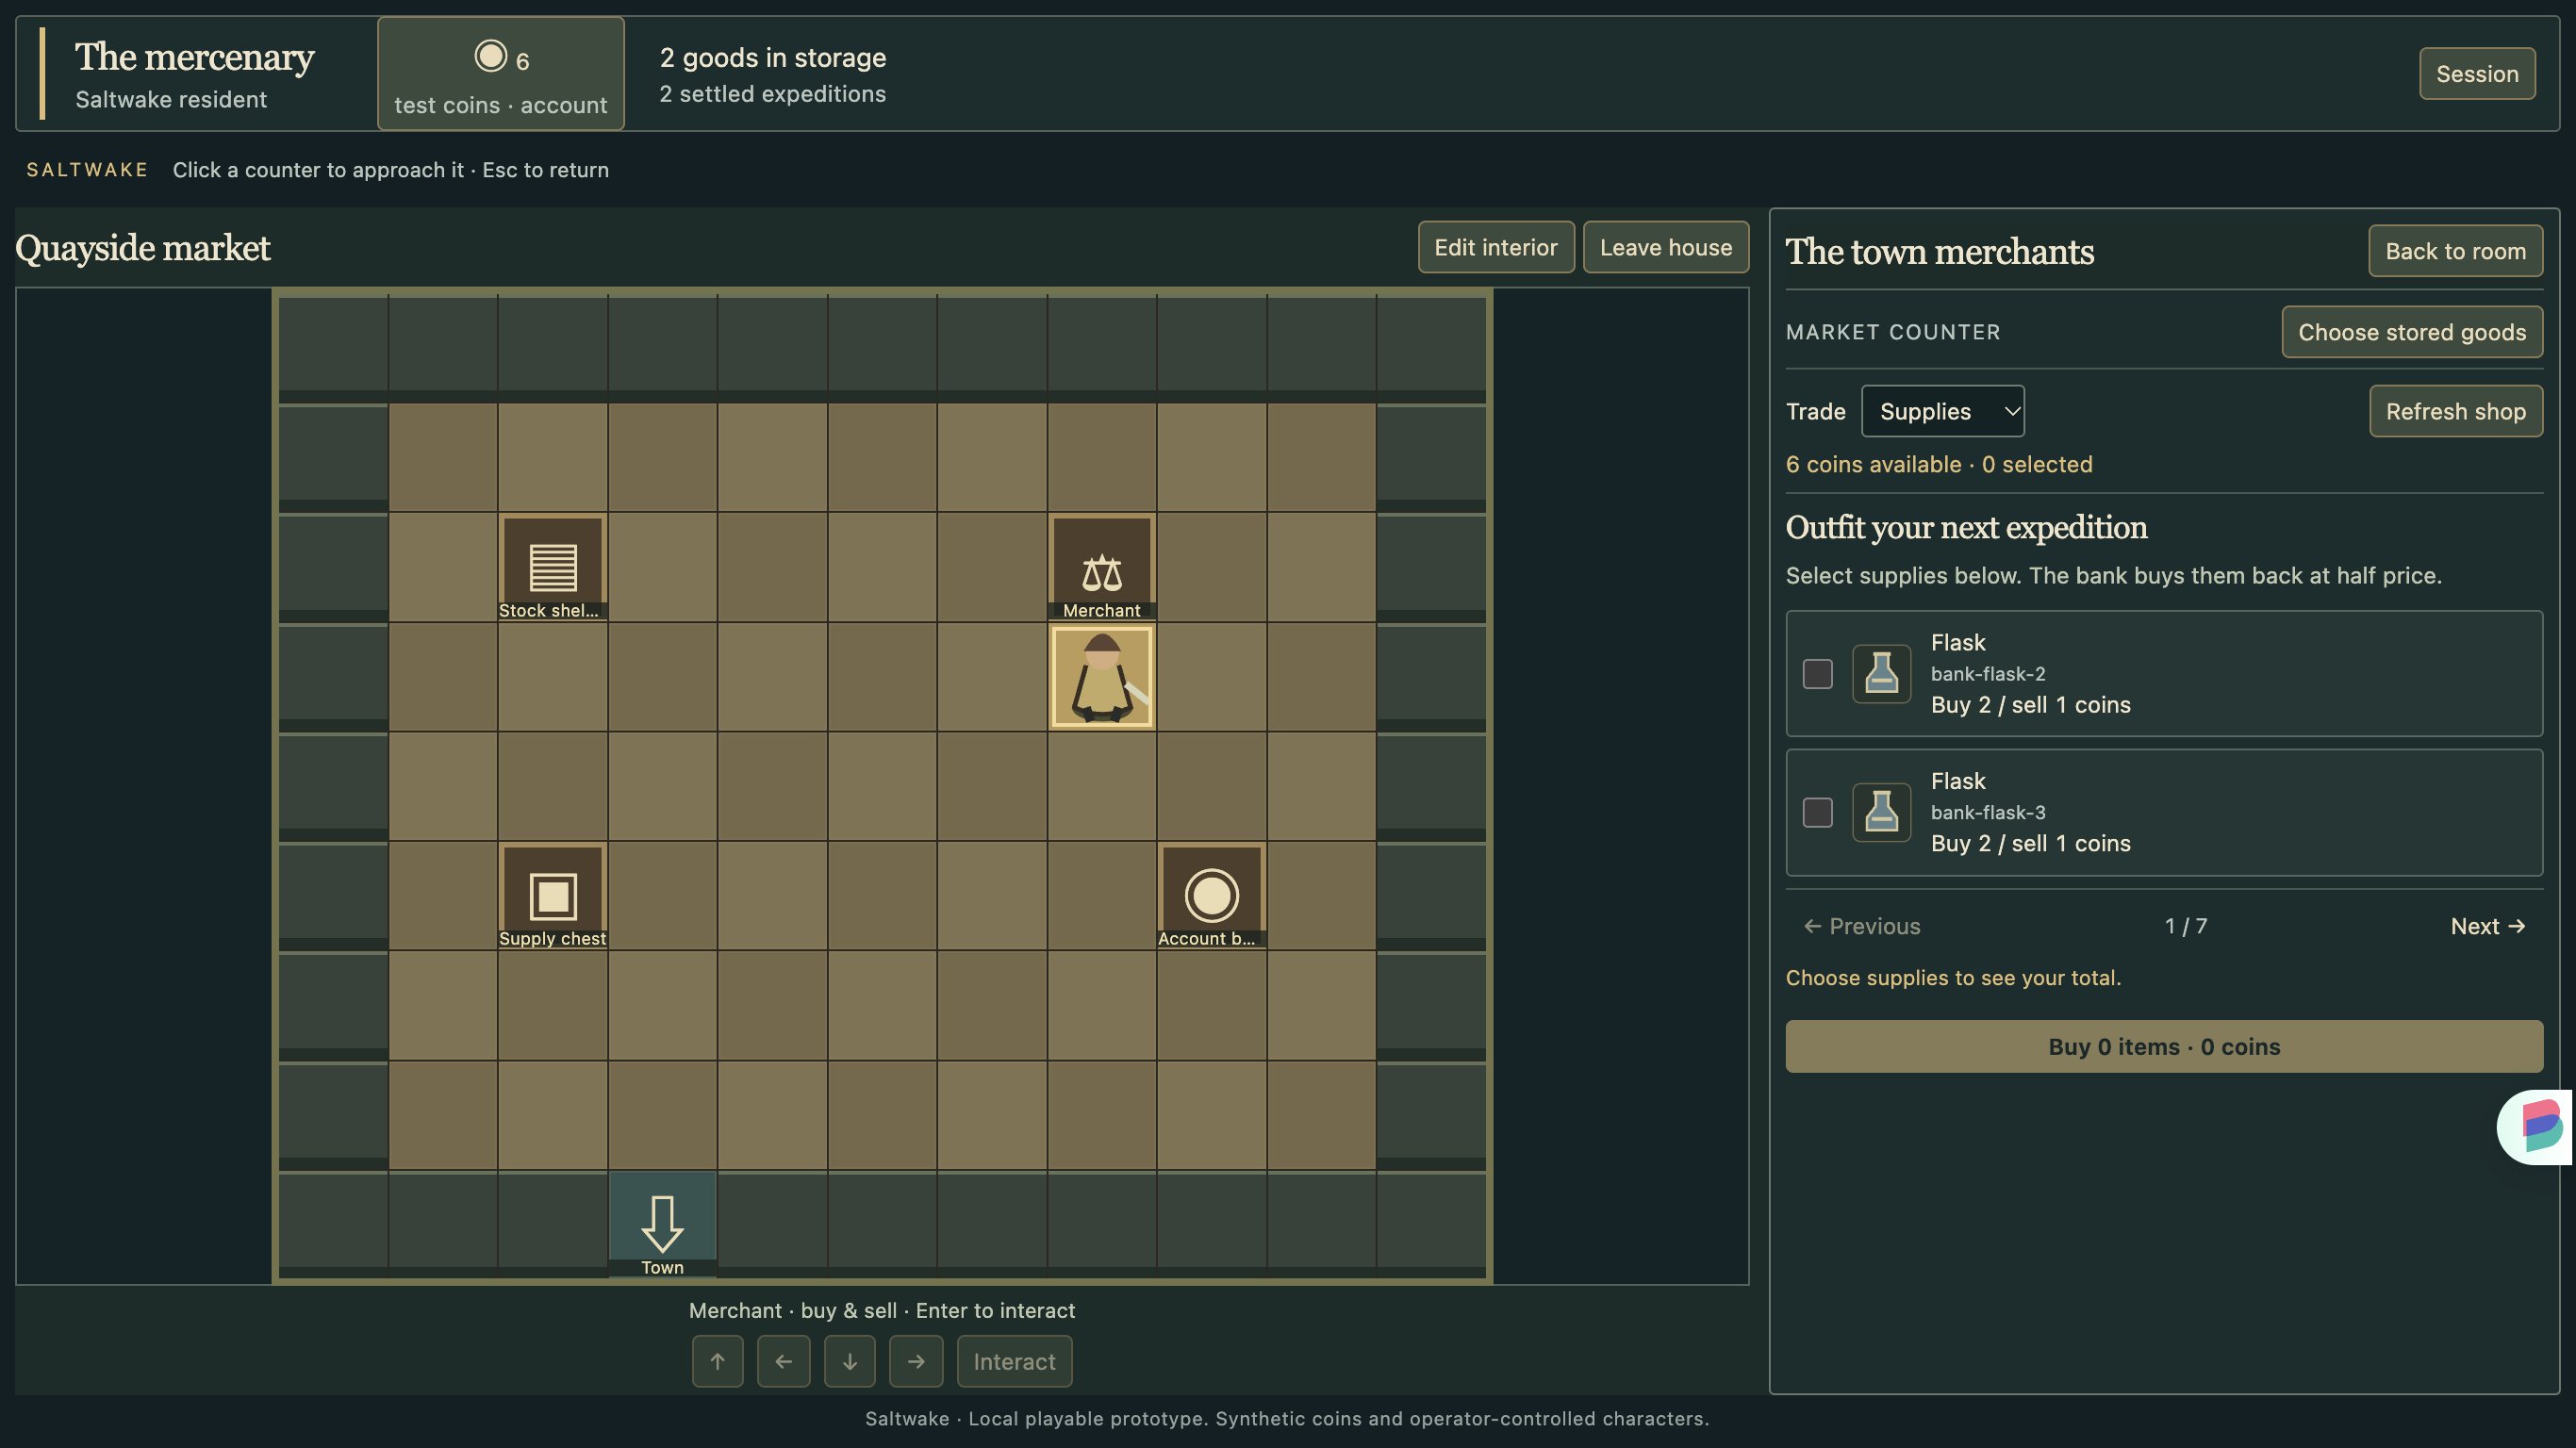 The mercenary
Saltwake resident
6
test coins · account
2 goods in storage
2 settled expeditions
Session
SALTWAKE Click a counter to approach it · Esc to return
Quayside market
Edit interior
Leave house
Stock shel...
Merchant
Supply chest
Account b...
Town
Merchant · buy & sell · Enter to interact
↑ ← ↓ → Interact
The town merchants
Back to room
MARKET COUNTER
Choose stored goods
Trade Supplies
Refresh shop
6 coins available · 0 selected
Outfit your next expedition
Select supplies below. The bank buys them back at half price.
Flask
bank-flask-2
Buy 2 / sell 1 coins
Flask
bank-flask-3
Buy 2 / sell 1 coins
← Previous 1 / 7 Next →
Choose supplies to see your total.
Buy 0 items · 0 coins
Saltwake · Local playable prototype. Synthetic coins and operator-controlled characters.